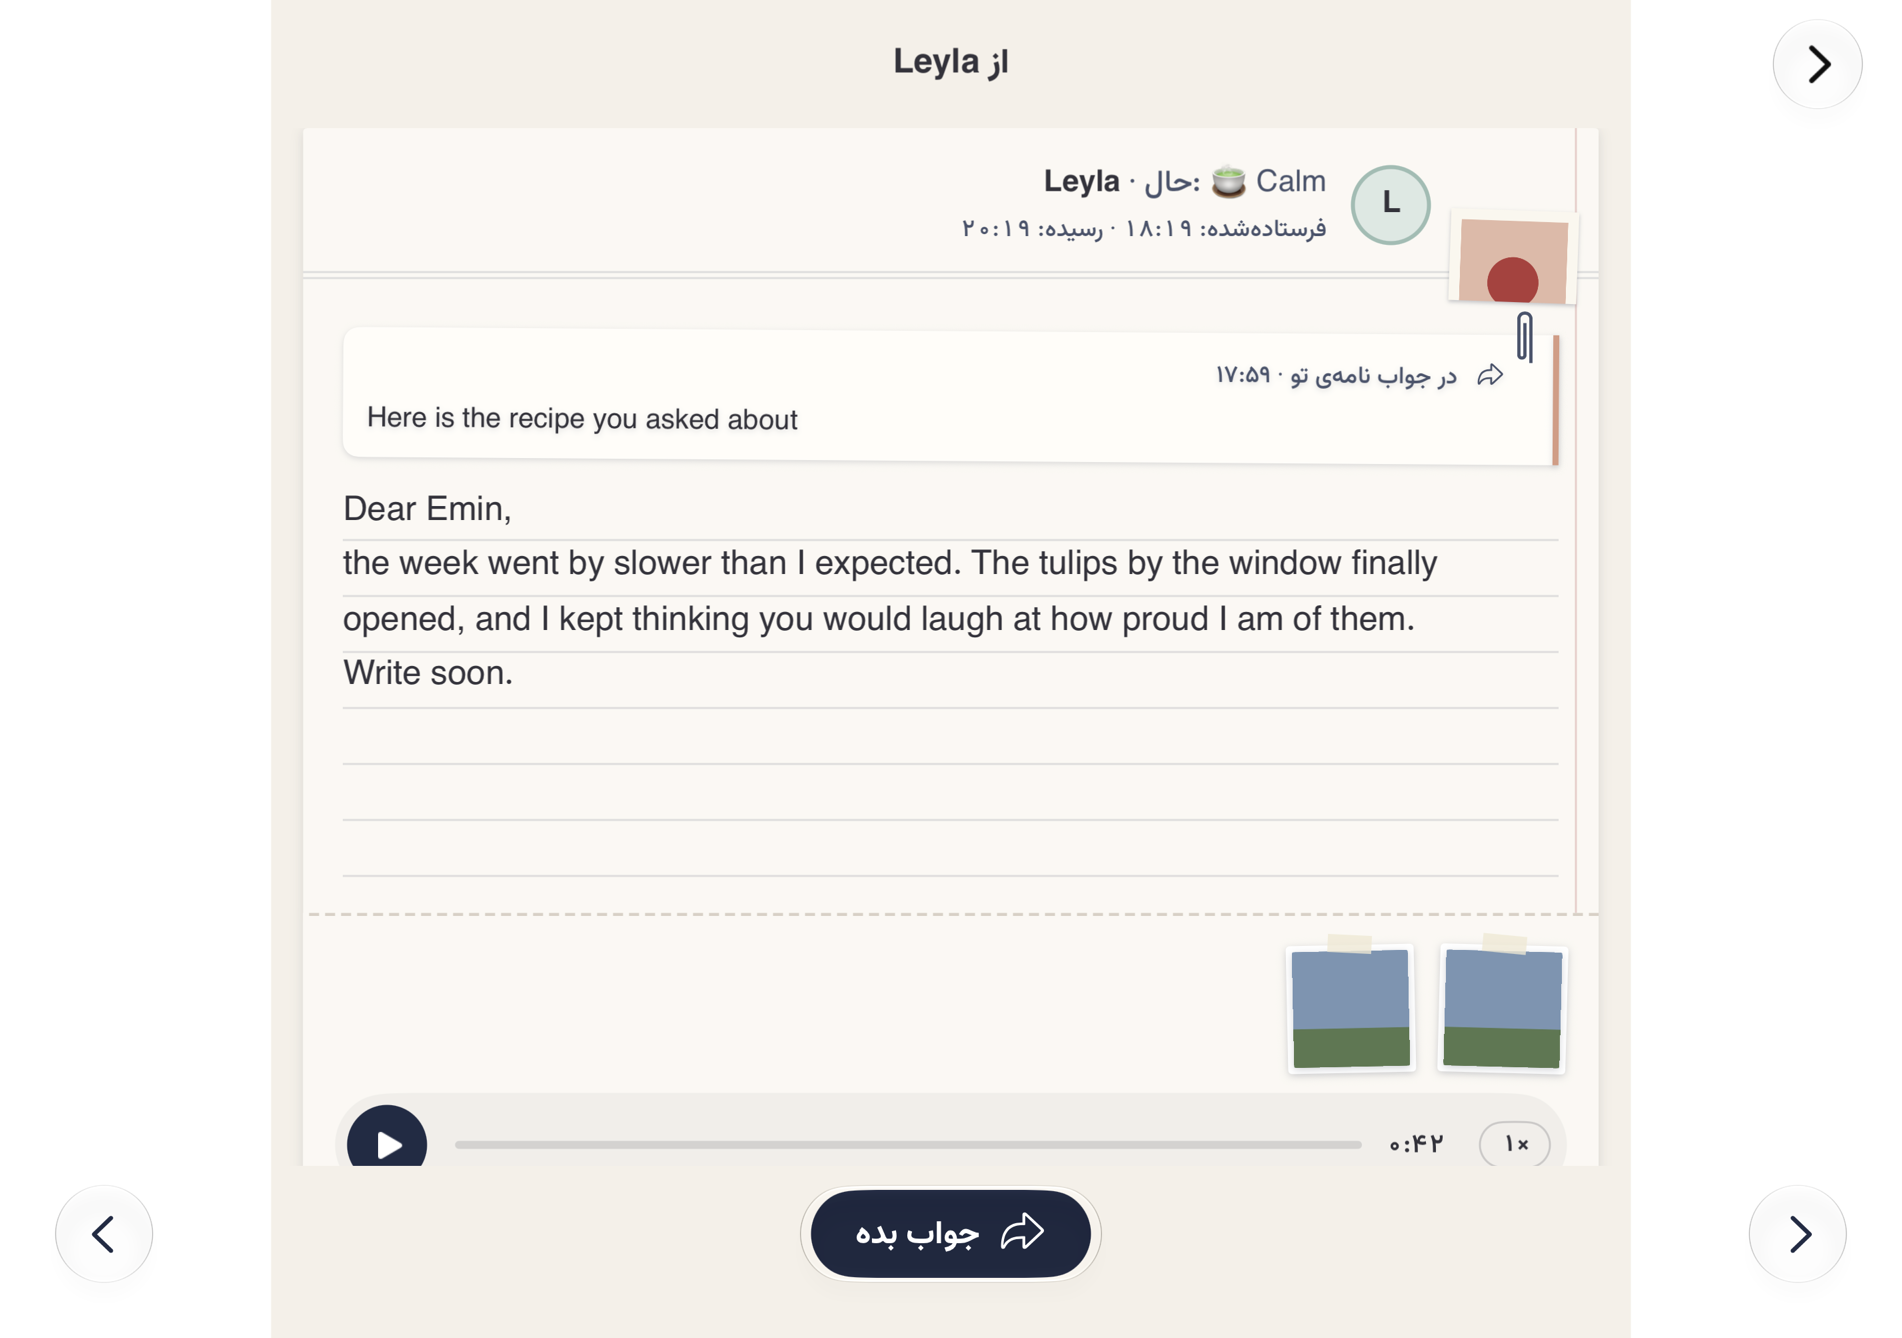 از Leyla
Leyla · حال: 🍵 Calm
L
فرستاده‌شده: ۱۸:۱۹ · رسیده: ۲۰:۱۹
در جواب نامه‌ی تو · ۱۷:۵۹
Here is the recipe you asked about
Dear Emin,
the week went by slower than I expected. The tulips by the window finally
opened, and I kept thinking you would laugh at how proud I am of them.
Write soon.
۰:۴۲
۱×
جواب بده